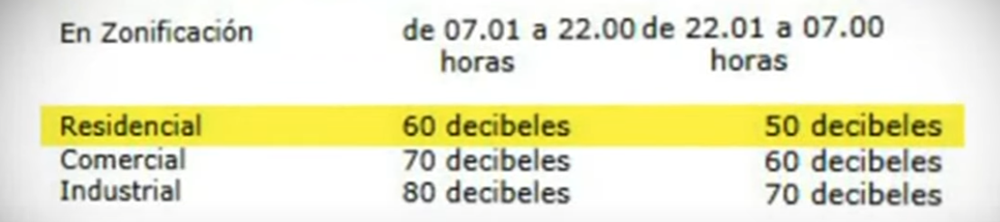 En Zonificación de 07.01 a 22.00 de 22.01 a 07.00
horas horas
Residencial 60 decibeles 50 decibeles
Comercial 70 decibeles 60 decibeles
Industrial 80 decibeles 70 decibeles